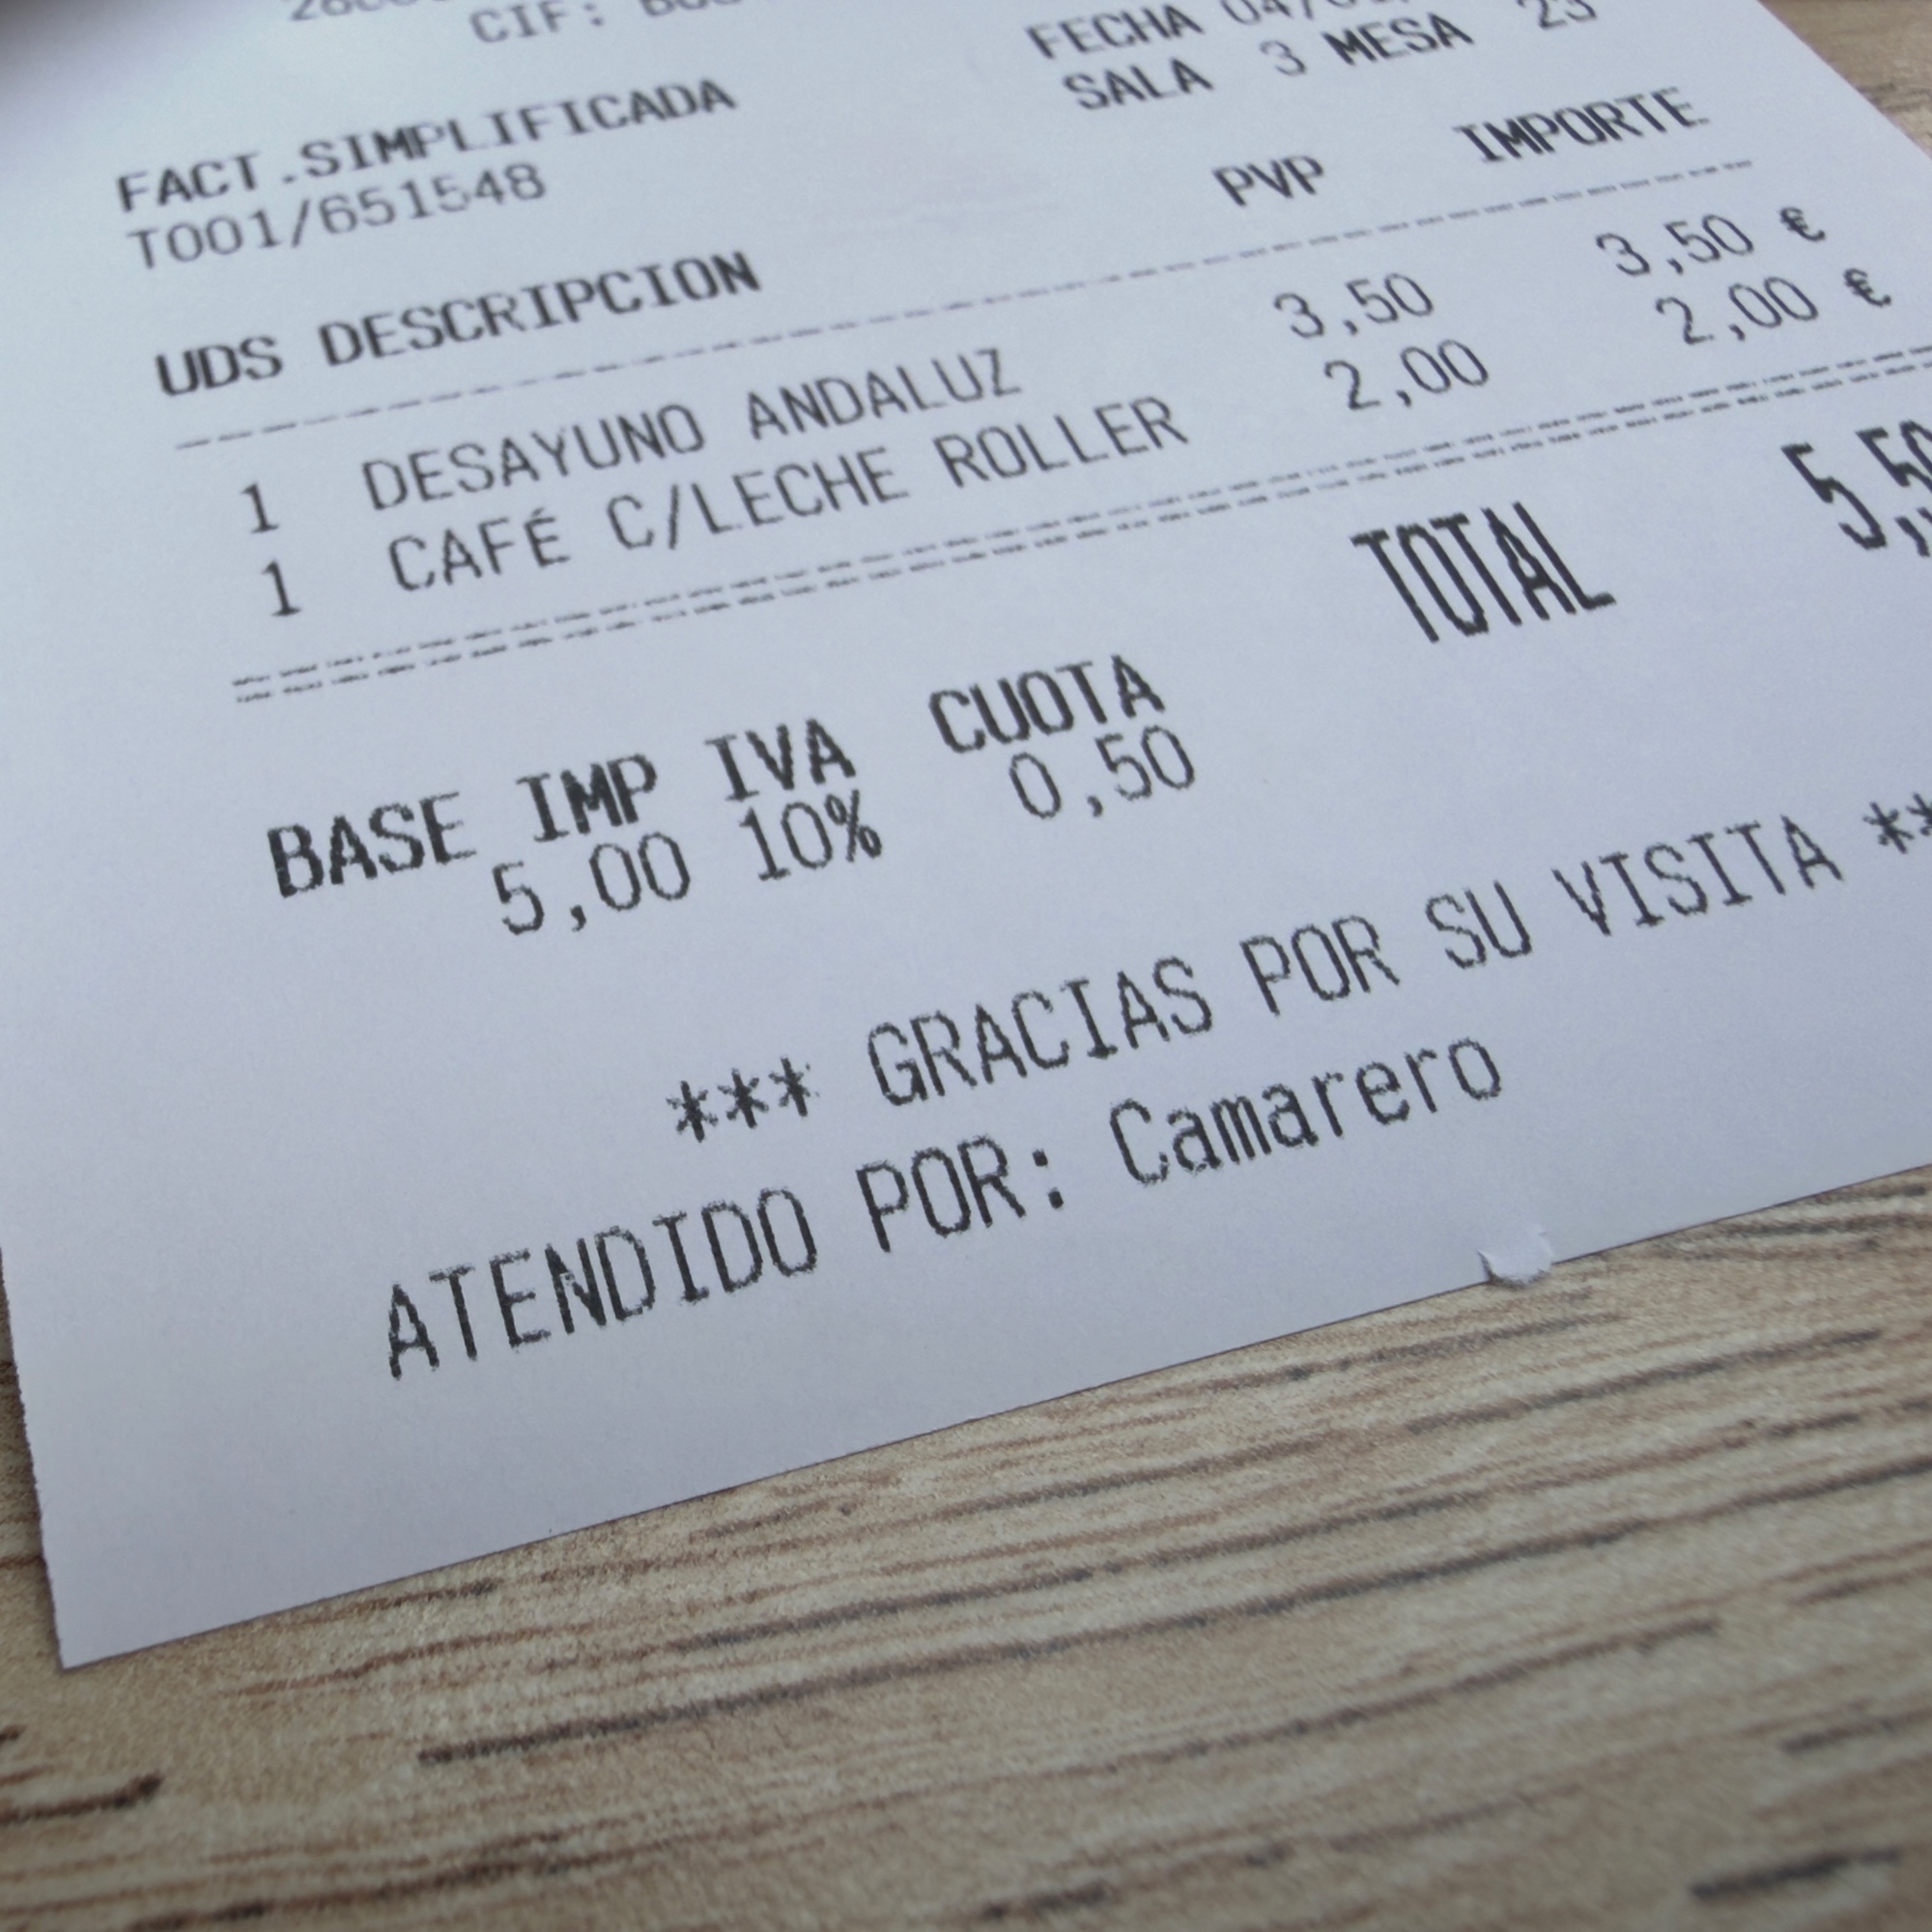 CIF:
FACT.SIMPLIFICADA
T001/651548
FECHA
SALA 3 MESA 23
UDS DESCRIPCION PVP IMPORTE
1 DESAYUNO ANDALUZ 3,50 3,50 €
1 CAFÉ C/LECHE ROLLER 2,00 2,00 €
TOTAL
BASE IMP IVA CUOTA
5,00 10% 0,50
*** GRACIAS POR SU VISITA **
ATENDIDO POR: Camarero